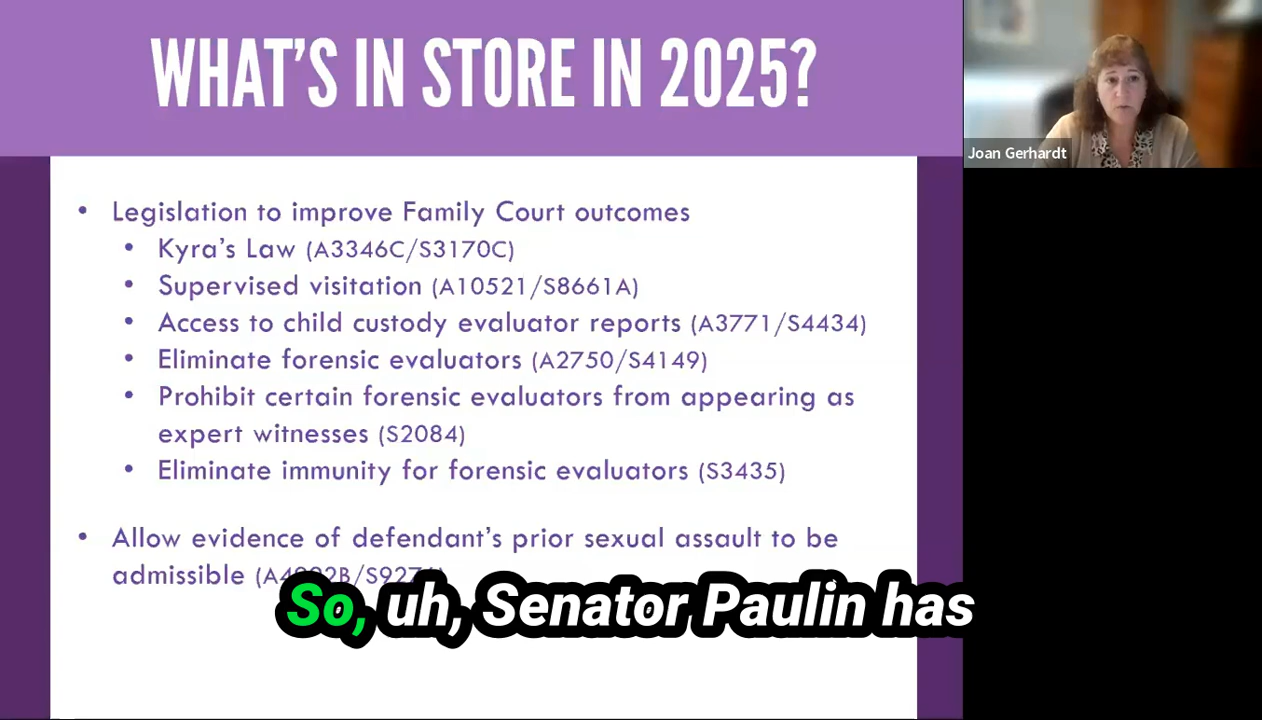 WHAT'S IN STORE IN 2025?
Joan Gerhardt
• Legislation to improve Family Court outcomes
• Kyra's Law (A3346C/S3170C)
• Supervised visitation (A10521/S8661A)
• Access to child custody evaluator reports (A3771/S4434)
• Eliminate forensic evaluators (A2750/S4149)
• Prohibit certain forensic evaluators from appearing as
expert witnesses (S2084)
• Eliminate immunity for forensic evaluators (S3435)
• Allow evidence of defendant's prior sexual assault to be
admissible
So, uh, Senator Paulin has